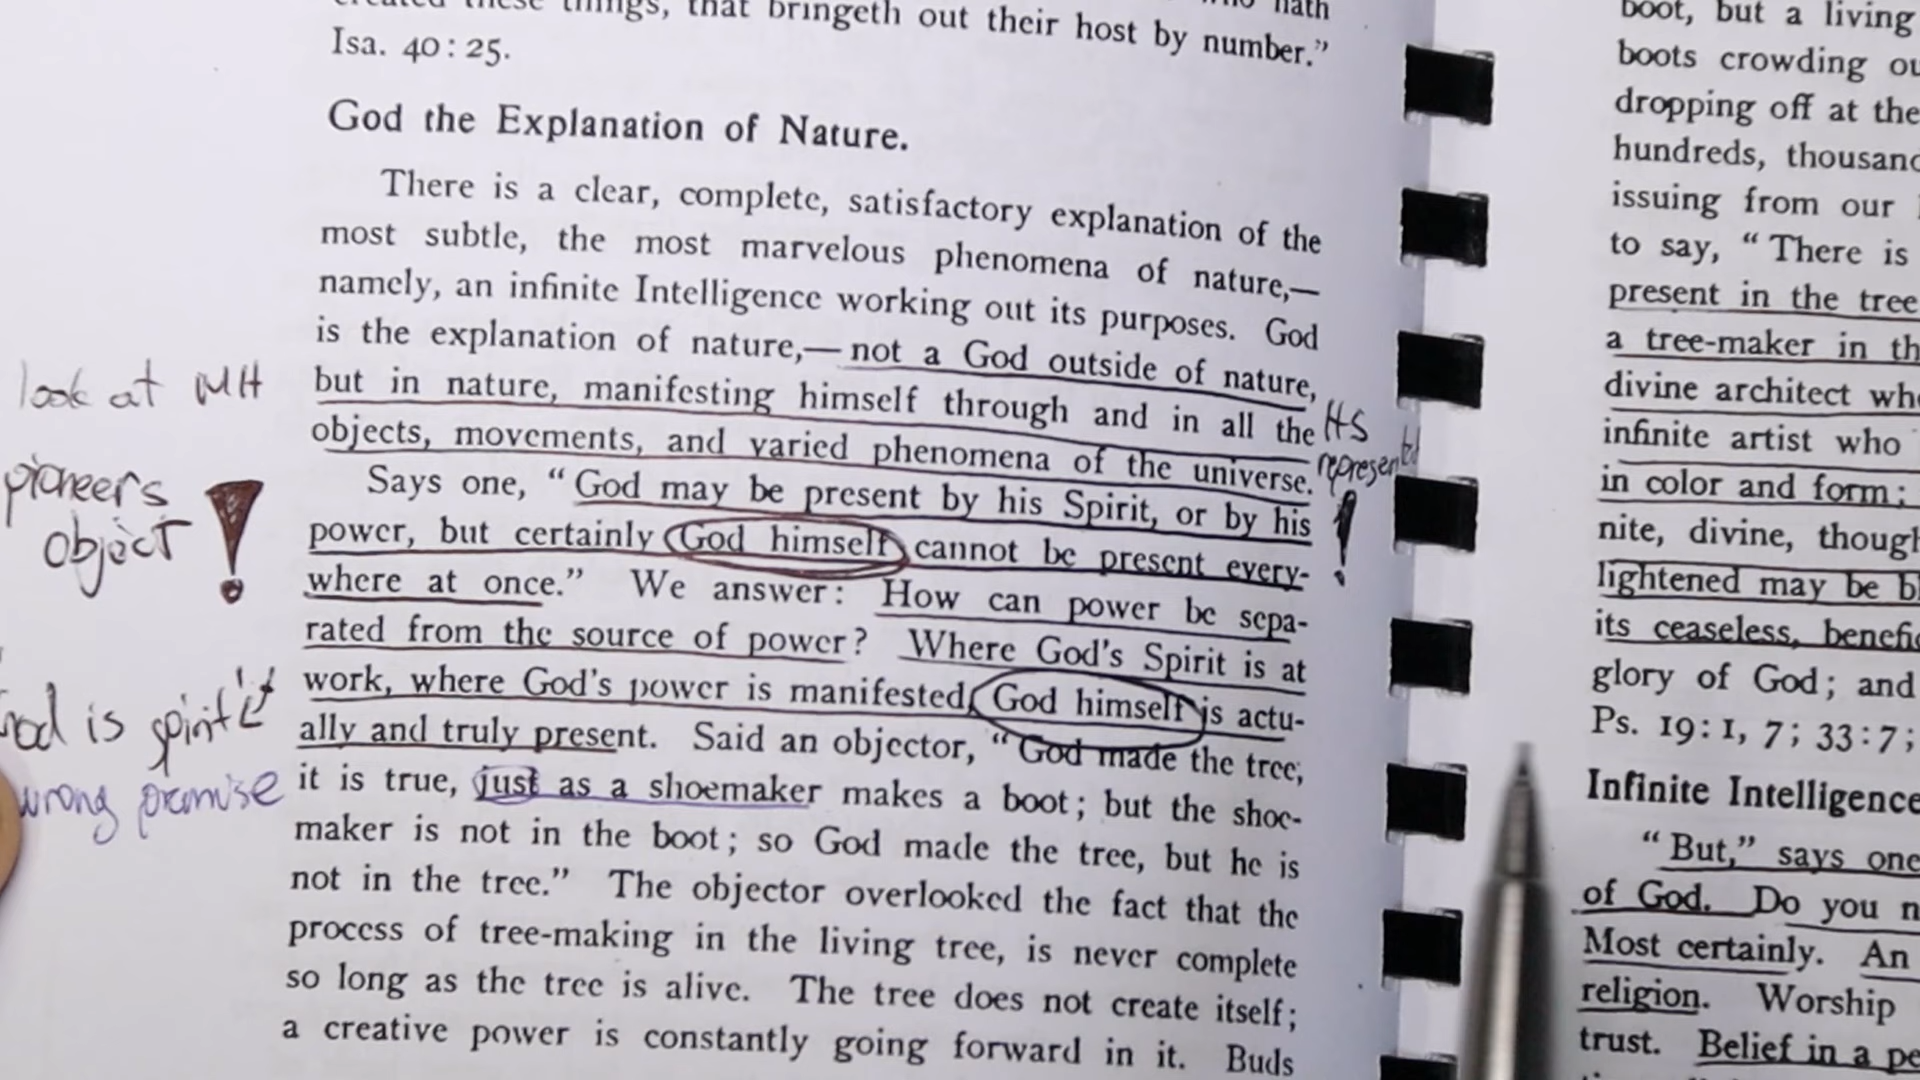 created these things, that bringeth out their host by number.”
Isa. 40 : 25.
God the Explanation of Nature.
There is a clear, complete, satisfactory explanation of the
most subtle, the most marvelous phenomena of nature,—
namely, an infinite Intelligence working out its purposes. God
is the explanation of nature,—not a God outside of nature,
but in nature, manifesting himself through and in all the
objects, movements, and varied phenomena of the universe.
Says one, “God may be present by his Spirit, or by his
power, but certainly God himself cannot be present every-
where at once.” We answer: How can power be sepa-
rated from the source of power? Where God’s Spirit is at
work, where God’s power is manifested, God himself is actu-
ally and truly present. Said an objector, “God made the tree,
it is true, just as a shoemaker makes a boot; but the shoe-
maker is not in the boot; so God made the tree, but he is
not in the tree.” The objector overlooked the fact that the
process of tree-making in the living tree, is never complete
so long as the tree is alive. The tree does not create itself;
a creative power is constantly going forward in it. Buds
look at MH
pioneers
object !
God is spirit
wrong premise
HS
represented
!
boot, but a living
boots crowding
dropping off at the
hundreds,
issuing from our
to say, “There is
present in the tree
a tree-maker in
divine architect
infinite artist who
in color and form;
nite, divine,
lightened may be
its ceaseless,
glory of God; and
Ps. 19 : 1, 7; 33 : 7;
Infinite Intelligence
“But,” says one
of God. Do you
Most certainly. An
religion. Worship
trust. Belief in a